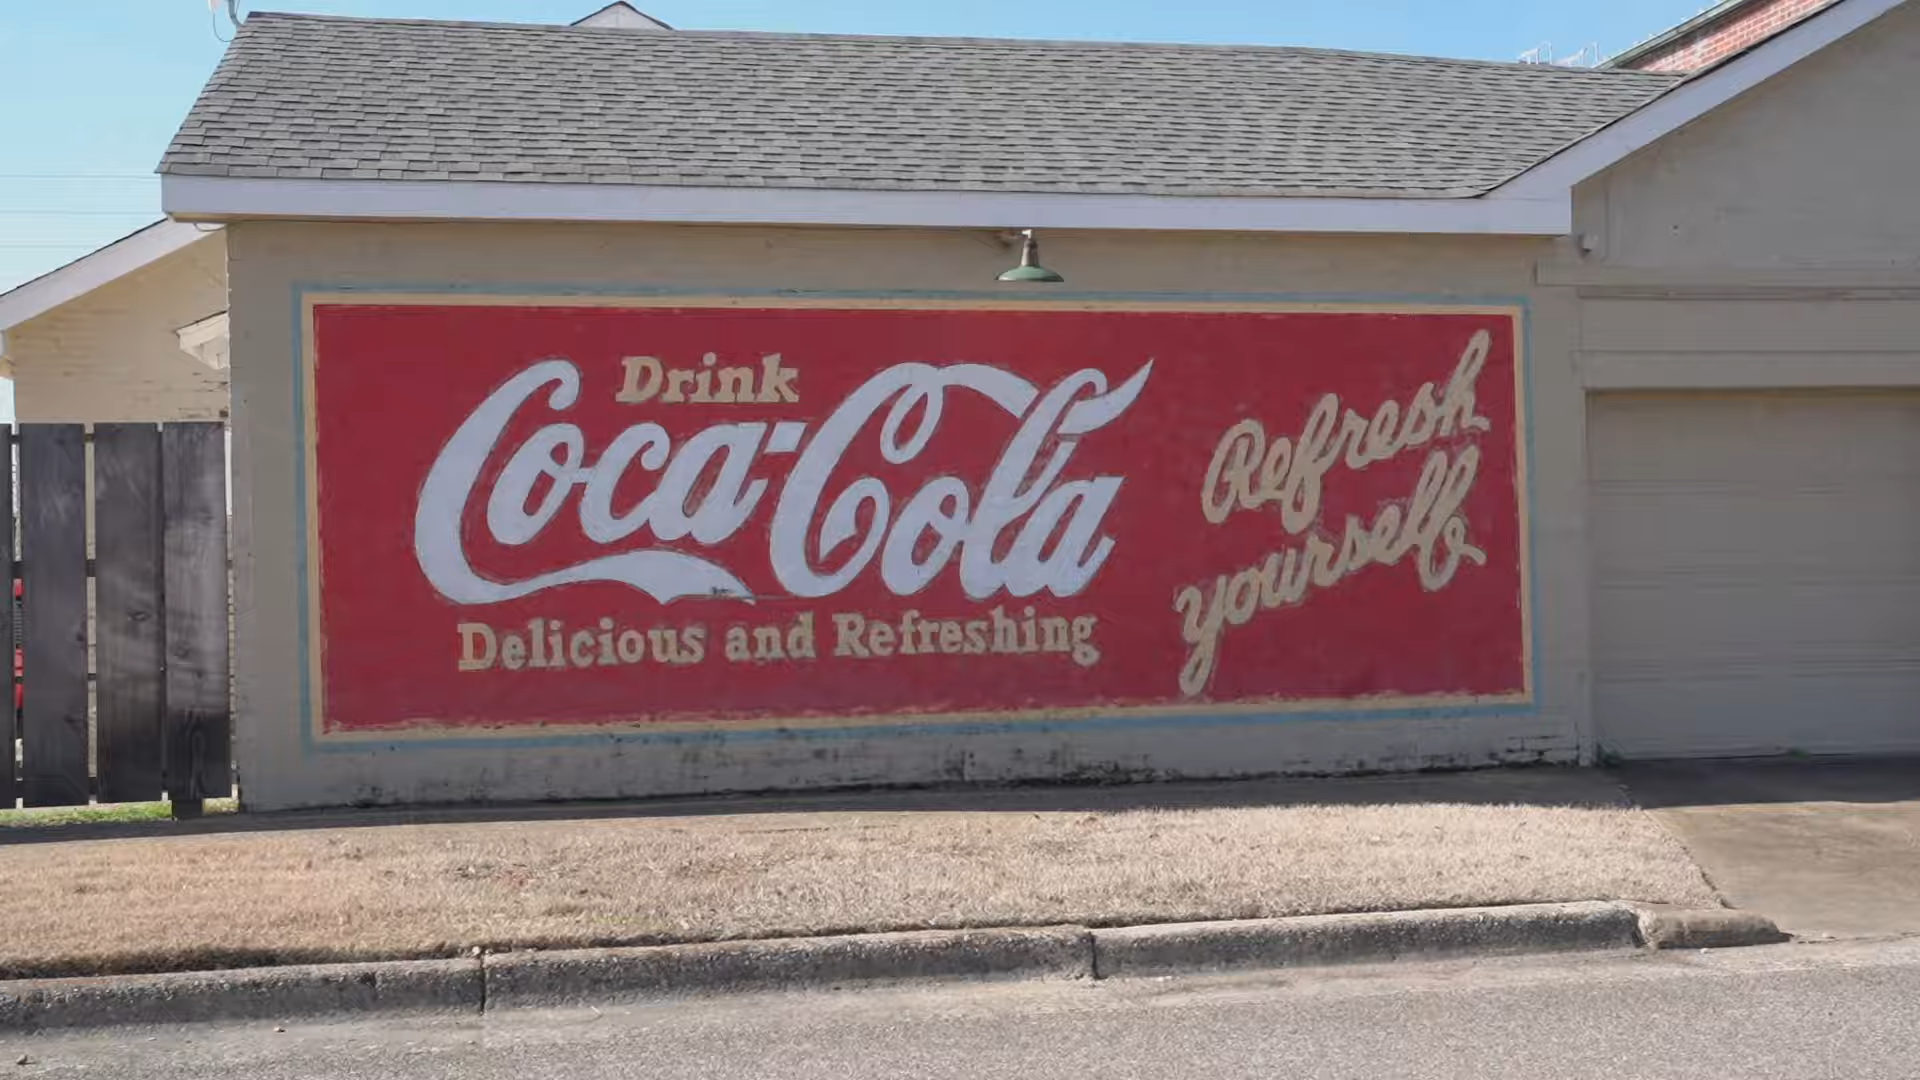 Drink
Coca-Cola
Delicious and Refreshing
Refresh
yourself